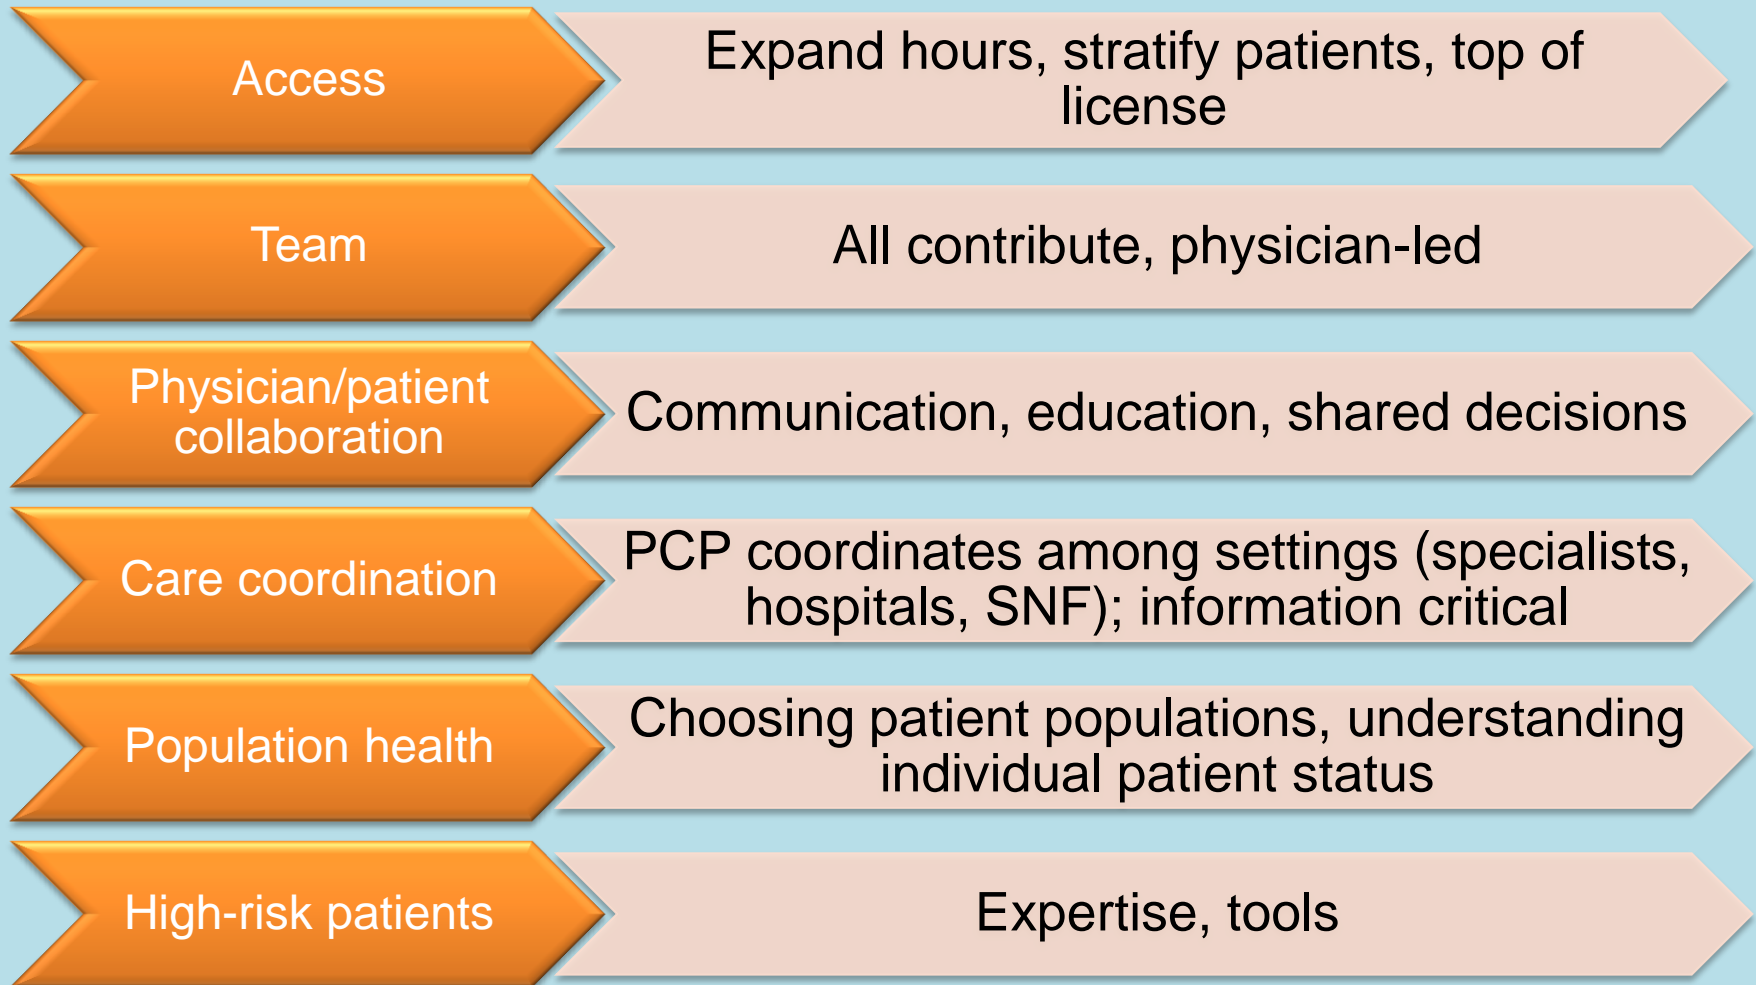 Access
Expand hours, stratify patients, top of
license
Team
All contribute, physician-led
Physician/patient
collaboration
Communication, education, shared decisions
Care coordination
PCP coordinates among settings (specialists,
hospitals, SNF); information critical
Population health
Choosing patient populations, understanding
individual patient status
High-risk patients
Expertise, tools